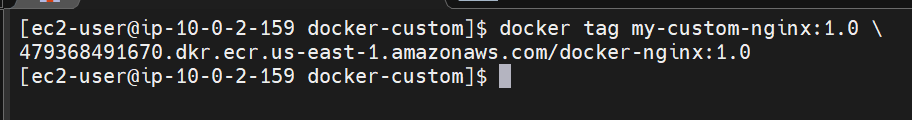 [ec2-user@ip-10-0-2-159 docker-custom]$ docker tag my-custom-nginx:1.0 \
479368491670.dkr.ecr.us-east-1.amazonaws.com/docker-nginx:1.0
[ec2-user@ip-10-0-2-159 docker-custom]$